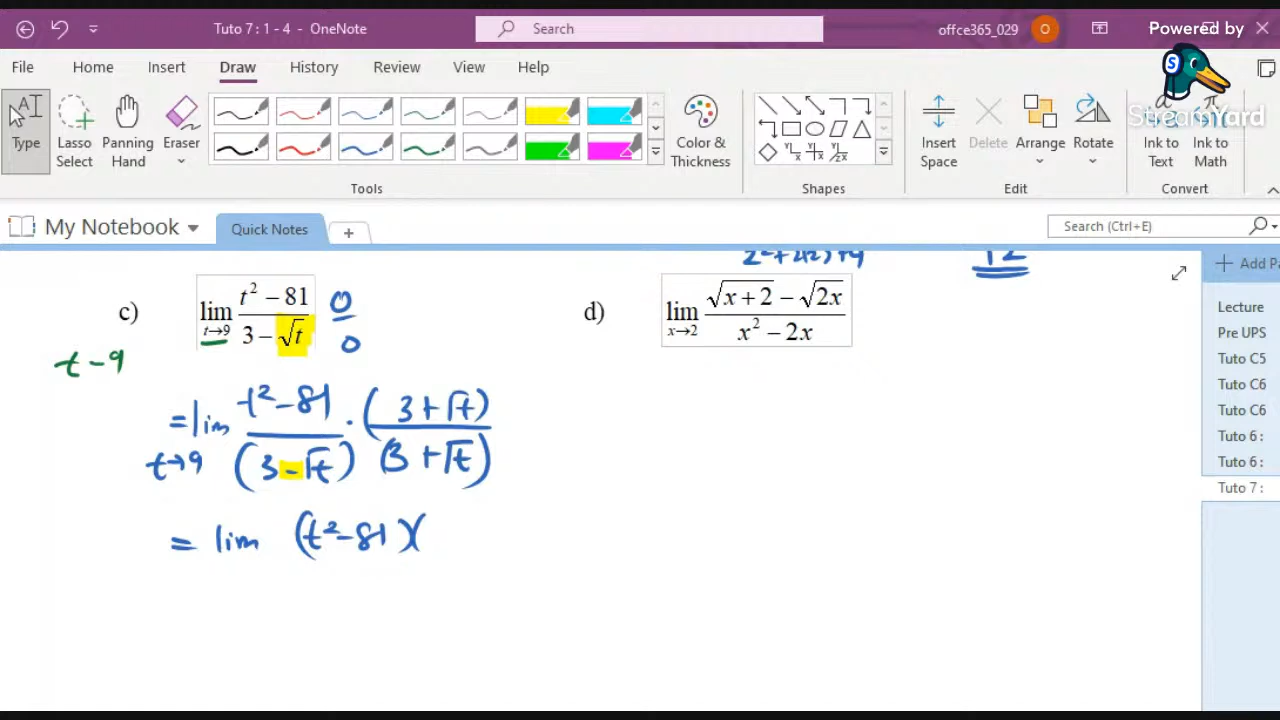 Tuto 7 : 1 - 4 - OneNote
Search
offce365_029
O
Powered by
StreamYard
S
File Home Insert Draw History Review View Help
Type
Lasso Select
Panning Hand
Eraser
Color & Thickness
Insert Space
Delete
Arrange
Rotate
Ink to Text
Ink to Math
Tools
Shapes
Edit
Convert
My Notebook
Quick Notes
+
Search (Ctrl+E)
+ Add Pa
Lecture
Pre UPS
Tuto C5
Tuto C6
Tuto C6
Tuto 6 :
Tuto 6 :
Tuto 7 :
12
c) lim t→9 (t² − 81)/(3 − √t) 0/0
t - 9
= lim t→9 (t² - 81)/(3 - √t) · (3 + √t)/(3 + √t)
= lim (t² - 81)(
d) lim x→2 (√(x + 2) − √(2x))/(x² − 2x)